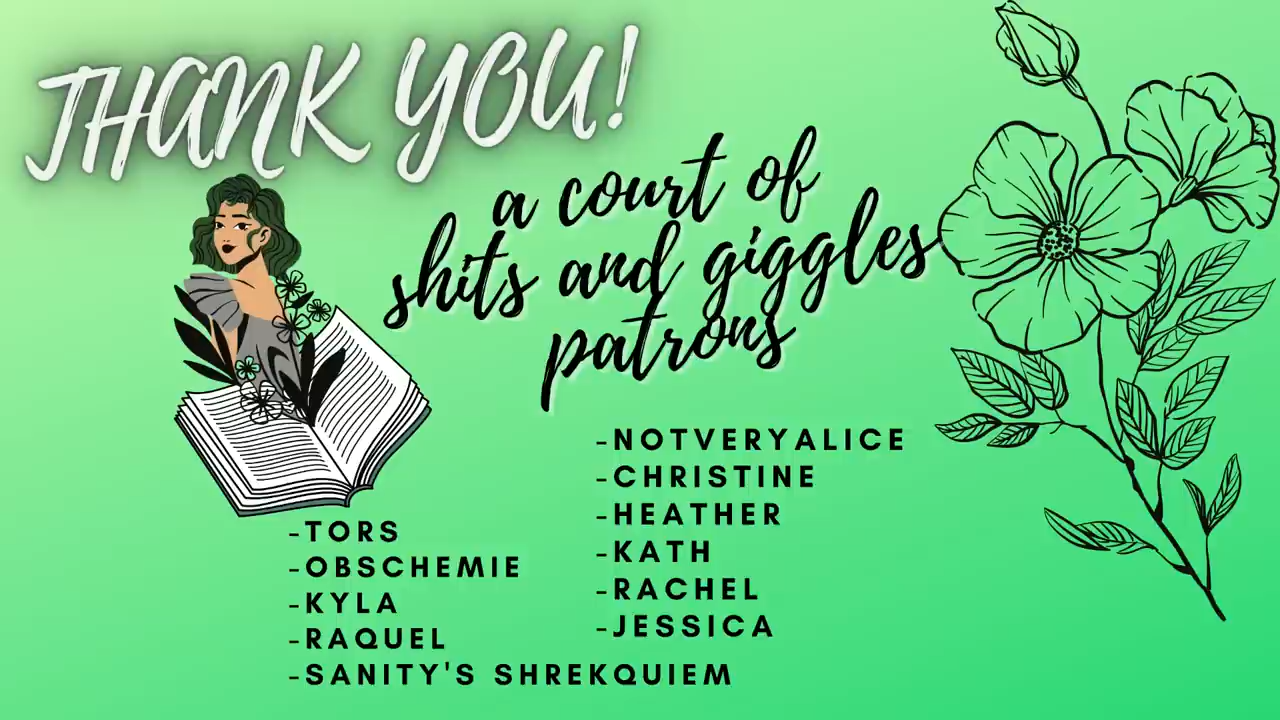 THANK YOU!
a court of
shits and giggles
patrons
-TORS
-OBSCHEMIE
-KYLA
-RAQUEL
-SANITY'S SHREKQUIEM
-NOTVERYALICE
-CHRISTINE
-HEATHER
-KATH
-RACHEL
-JESSICA